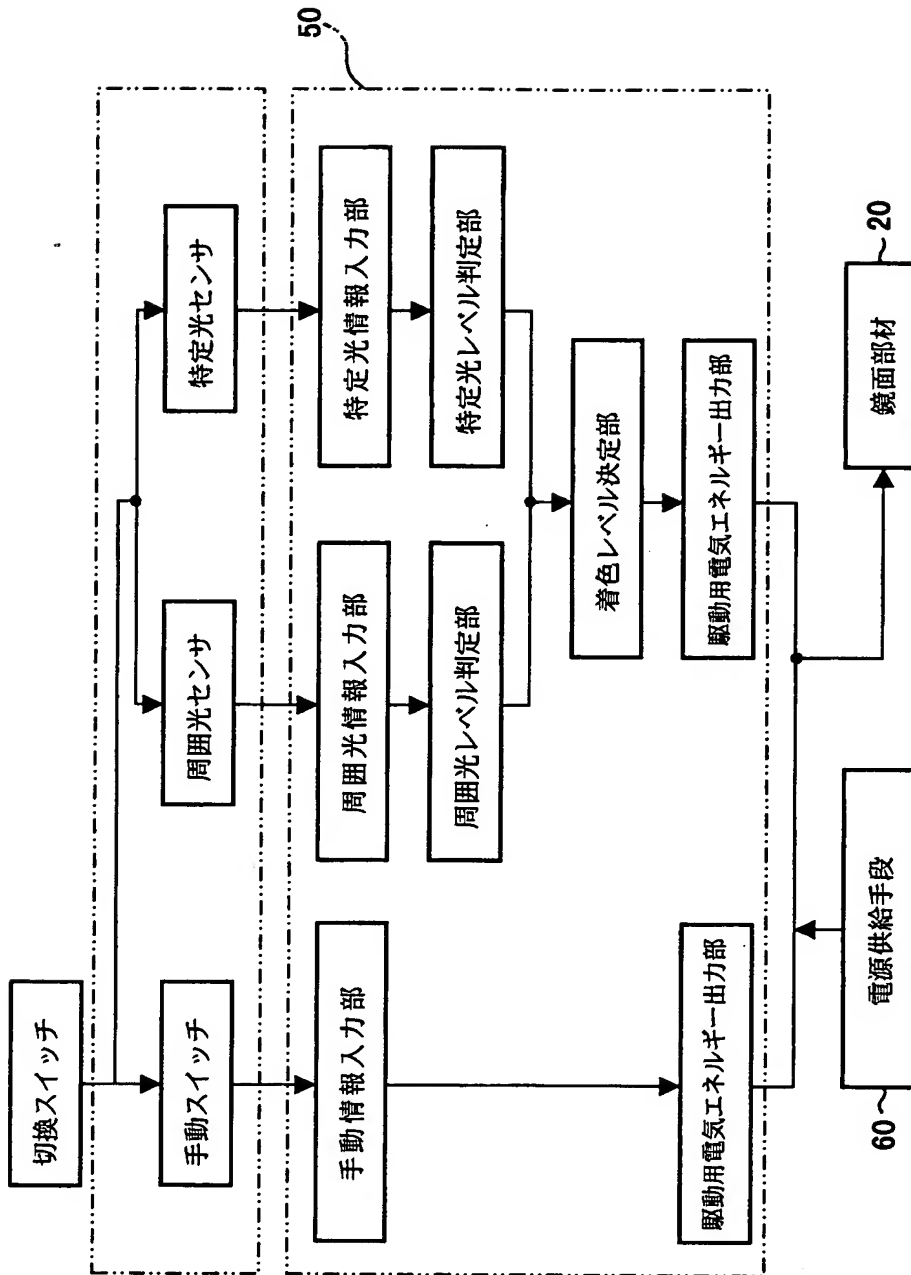 切換スイッチ
手動スイッチ
周囲光センサ
特定光センサ
50
手動情報入力部
周囲光情報入力部
特定光情報入力部
周囲光レベル判定部
特定光レベル判定部
着色レベル決定部
駆動用電気エネルギー出力部
駆動用電気エネルギー出力部
60
電源供給手段
鏡面部材
20